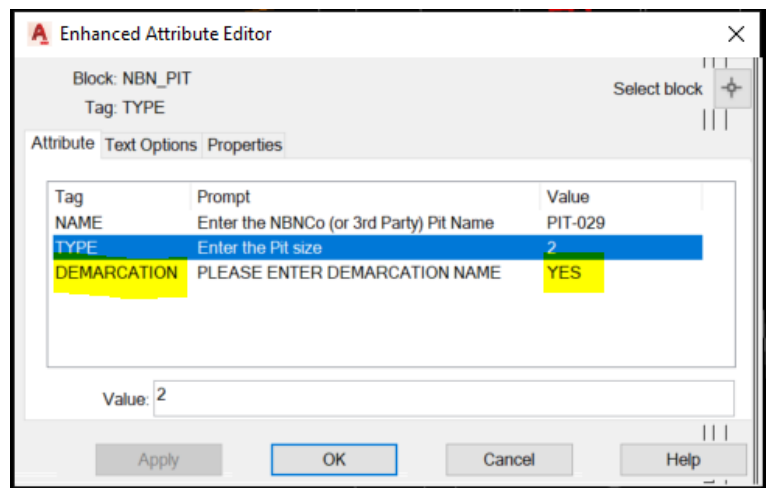 Enhanced Attribute Editor
Block: NBN_PIT
Select block
Tag: TYPE
Attribute Text Options Properties
Tag Prompt Value
NAME Enter the NBNCo (or 3rd Party) Pit Name PIT-029
TYPE Enter the Pit size 2
DEMARCATION PLEASE ENTER DEMARCATION NAME YES
Value: 2
Apply OK Cancel Help